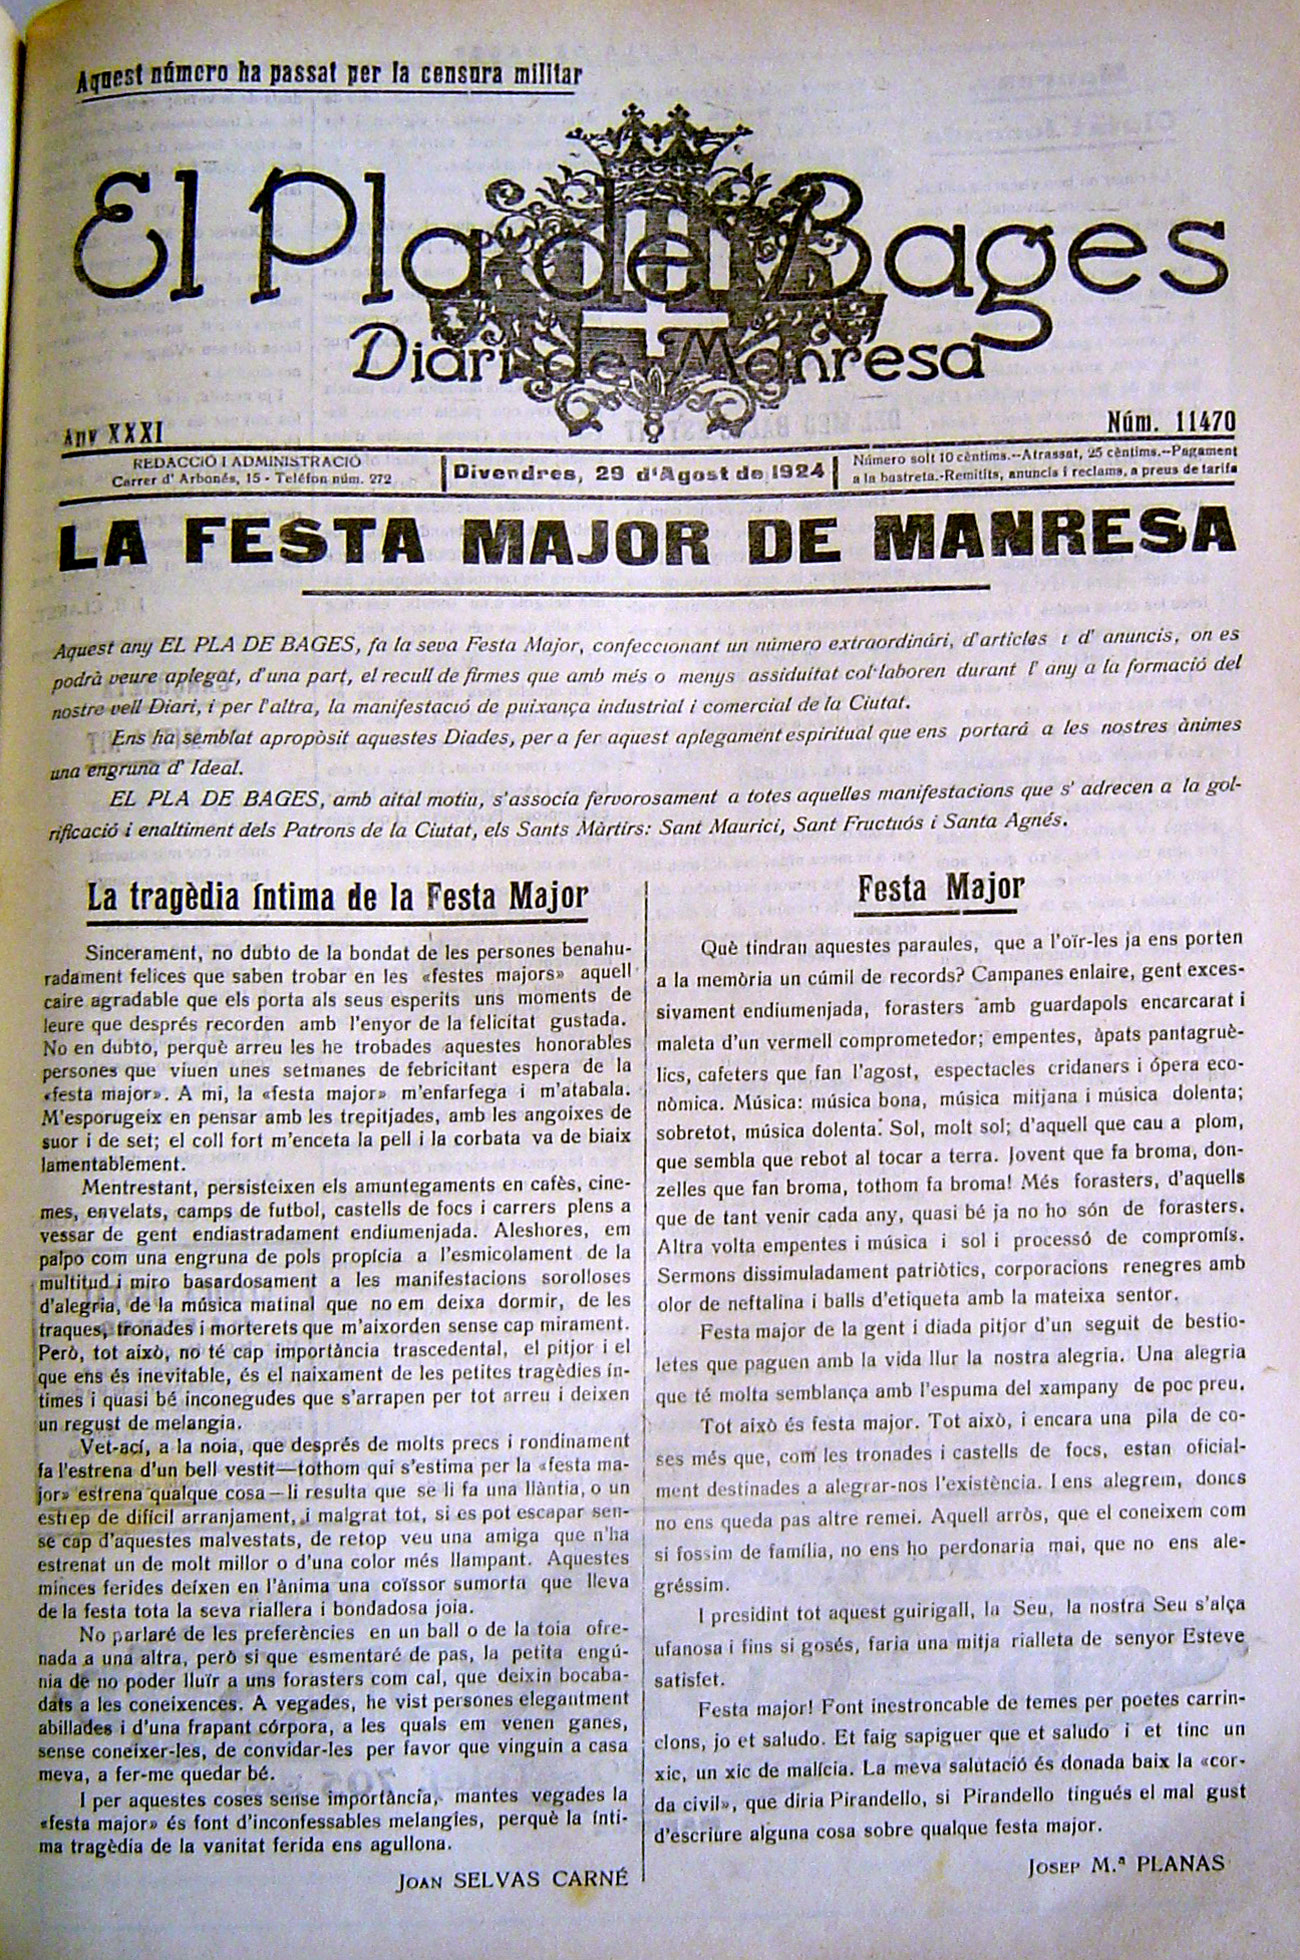 Aquest número ha passat per la censura militar
El Pla de Bages
Diari de Manresa
Any XXXI
Núm. 11470
REDACCIÓ I ADMINISTRACIÓ
Carrer d' Arbonés, 15 - Telèfon núm. 272
Divendres, 29 d'Agost de 1924
Número solt 10 cèntims.--Atrassat, 25 cèntims.--Pagament
a la bastreta.-Remitits, anuncis i reclams, a preus de tarifa
LA FESTA MAJOR DE MANRESA
Aquest any EL PLA DE BAGES, fa la seva Festa Major, confeccionant un número extraordinári, d'articles i d' anuncis, on es
podrà veure aplegat, d'una part, el recull de firmes que amb més o menys assiduitat col·laboren durant l' any a la formació del
nostre vell Diari, i per l'altra, la manifestació de puixança industrial i comercial de la Ciutat.
Ens ha semblat apropòsit aquestes Diades, per a fer aquest aplegament espiritual que ens portará a les nostres ànimes
una engruna d' Ideal.
EL PLA DE BAGES, amb aital motiu, s'associa fervorosament a totes aquelles manifestacions que s' adrecen a la gol-
rificació i enaltiment dels Patrons de la Ciutat, els Sants Màrtirs: Sant Maurici, Sant Fructuós i Santa Agnés.
La tragèdia íntima de la Festa Major
Sincerament, no dubto de la bondat de les persones benahu-
radament felices que saben trobar en les «festes majors» aquell
caire agradable que els porta als seus esperits uns moments de
leure que després recorden amb l'enyor de la felicitat gustada.
No en dubto, perquè arreu les he trobades aquestes honorables
persones que viuen unes setmanes de febricitant espera de la
«festa major». A mi, la «festa major» m'enfarfega i m'atabala.
M'esporugeix en pensar amb les trepitjades, amb les angoixes de
suor i de set; el coll fort m'enceta la pell i la corbata va de biaix
lamentablement.
Mentrestant, persisteixen els amuntegaments en cafès, cine-
mes, envelats, camps de futbol, castells de focs i carrers plens a
vessar de gent endiastradament endiumenjada. Aleshores, em
palpo com una engruna de pols propícia a l'esmicolament de la
multitud i miro basardosament a les manifestacions sorolloses
d'alegria, de la música matinal que no em deixa dormir, de les
traques, tronades i morterets que m'aixorden sense cap mirament.
Però, tot això, no té cap importància trascedental, el pitjor i el
que ens és inevitable, és el naixament de les petites tragèdies ín-
times i quasi bé inconegudes que s'arrapen per tot arreu i deixen
un regust de melangia.
Vet-ací, a la noia, que després de molts precs i rondinament
fa l'estrena d'un bell vestit—tothom qui s'estima per la «festa ma-
jor» estrena qualque cosa—li resulta que se li fa una llàntia, o un
estrep de difícil arranjament, i malgrat tot, si es pot escapar sen-
se cap d'aquestes malvestats, de retop veu una amiga que n'ha
estrenat un de molt millor o d'una color més llampant. Aquestes
minces ferides deixen en l'ànima una coïssor sumorta que lleva
de la festa tota la seva riallera i bondadosa joia.
No parlaré de les preferències en un ball o de la toia ofre-
nada a una altra, però si que esmentaré de pas, la petita engú-
nia de no poder lluïr a uns forasters com cal, que deixin bocaba-
dats a les coneixences. A vegades, he vist persones elegantment
abillades i d'una frapant córpora, a les quals em venen ganes,
sense conèixer-les, de convidar-les per favor que vinguin a casa
meva, a fer-me quedar bé.
I per aquestes coses sense importància, mantes vegades la
«festa major» és font d'inconfessables melangies, perquè la ínti-
ma tragèdia de la vanitat ferida ens agullona.
JOAN SELVAS CARNÉ
Festa Major
Què tindran aquestes paraules, que a l'oïr-les ja ens porten
a la memòria un cúmil de records? Campanes enlaire, gent exces-
sivament endiumenjada, forasters amb guardapols encarcarat i
maleta d'un vermell comprometedor; empentes, àpats pantagruè-
lics, cafeters que fan l'agost, espectacles cridaners i ópera eco-
nòmica. Música: música bona, música mitjana i música dolenta;
sobretot, música dolenta. Sol, molt sol; d'aquell que cau a plom,
que sembla que rebot al tocar a terra. Jovent que fa broma, don-
zelles que fan broma, tothom fa broma! Més forasters, d'aquells
que de tant venir cada any, quasi bé ja no ho són de forasters.
Altra volta empentes i música i sol i processó de compromís.
Sermons dissimuladament patriòtics, corporacions renegres amb
olor de neftalina i balls d'etiqueta amb la mateixa sentor.
Festa major de la gent i diada pitjor d'un seguit de bestio-
letes que paguen amb la vida llur la nostra alegria. Una alegria
que té molta semblança amb l'espuma del xampany de poc preu.
Tot això és festa major. Tot això, i encara una pila de co-
ses més que, com les tronades i castells de focs, estan oficial-
ment destinades a alegrar-nos l'existència. I ens alegrem, doncs
no ens queda pas altre remei. Aquell arròs, que el coneixem com
si fossim de família, no ens ho perdonaria mai, que no ens ale-
gréssim.
I presidint tot aquest guirigall, la Seu, la nostra Seu s'alça
ufanosa i fins si gosés, faria una mitja rialleta de senyor Esteve
satisfet.
Festa major! Font inestroncable de temes per poetes carrin-
clons, jo et saludo. Et faig sapiguer que et saludo i et tinc un
xic, un xic de malícia. La meva salutació és donada baix la «cor-
da civil», que diria Pirandello, si Pirandello tingués el mal gust
d'escriure alguna cosa sobre qualque festa major.
JOSEP M.ª PLANAS